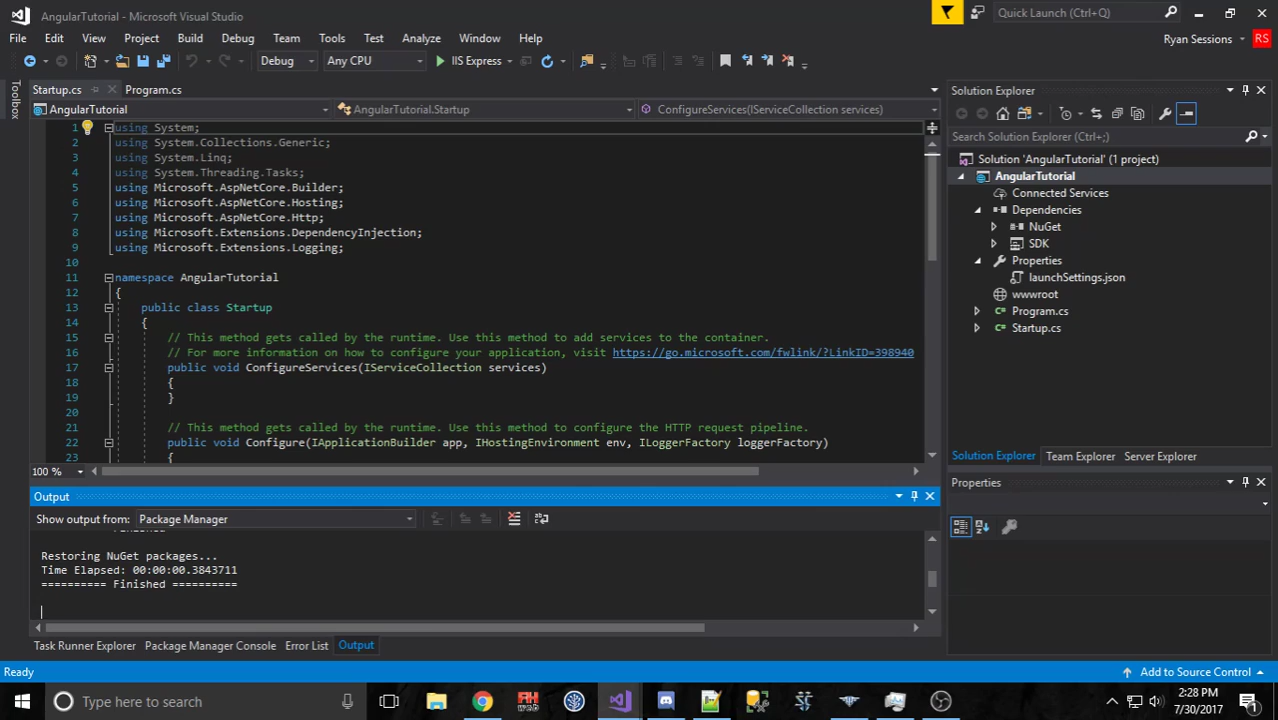 AngularTutorial - Microsoft Visual Studio
Quick Launch (Ctrl+Q)
File Edit View Project Build Debug Team Tools Test Analyze Window Help
Ryan Sessions RS
Debug Any CPU IIS Express
Toolbox
Startup.cs Program.cs
AngularTutorial AngularTutorial.Startup ConfigureServices(IServiceCollection services)
1 using System;
2 using System.Collections.Generic;
3 using System.Linq;
4 using System.Threading.Tasks;
5 using Microsoft.AspNetCore.Builder;
6 using Microsoft.AspNetCore.Hosting;
7 using Microsoft.AspNetCore.Http;
8 using Microsoft.Extensions.DependencyInjection;
9 using Microsoft.Extensions.Logging;
10
11 namespace AngularTutorial
12 {
13 public class Startup
14 {
15 // This method gets called by the runtime. Use this method to add services to the container.
16 // For more information on how to configure your application, visit https://go.microsoft.com/fwlink/?LinkID=398940
17 public void ConfigureServices(IServiceCollection services)
18 {
19 }
20
21 // This method gets called by the runtime. Use this method to configure the HTTP request pipeline.
22 public void Configure(IApplicationBuilder app, IHostingEnvironment env, ILoggerFactory loggerFactory)
23 {
100 %
Output
Show output from: Package Manager
Restoring NuGet packages...
Time Elapsed: 00:00:00.3843711
========== Finished ==========
Task Runner Explorer Package Manager Console Error List Output
Solution Explorer
Search Solution Explorer (Ctrl+;)
Solution 'AngularTutorial' (1 project)
AngularTutorial
Connected Services
Dependencies
NuGet
SDK
Properties
launchSettings.json
wwwroot
Program.cs
Startup.cs
Solution Explorer Team Explorer Server Explorer
Properties
Ready
Add to Source Control
Type here to search
AH
web
2:28 PM
7/30/2017
1